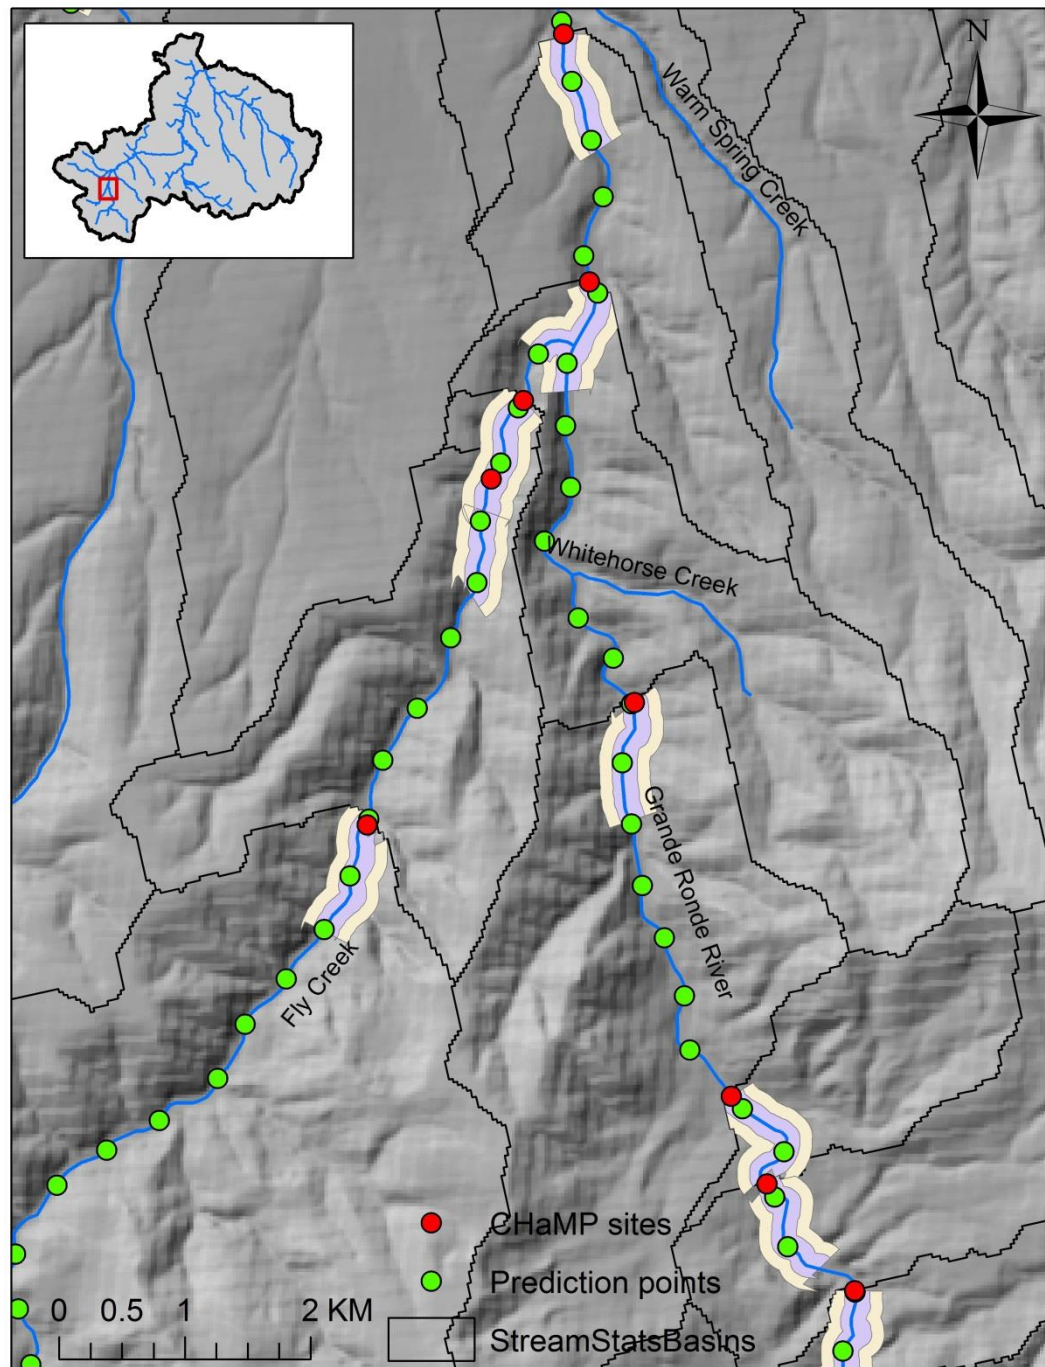 N
Warm Spring Creek
Whitehorse Creek
Grande Ronde River
Fly Creek
CHaMP sites
Prediction points
0 0.5 1 2 KM
StreamStatsBasins